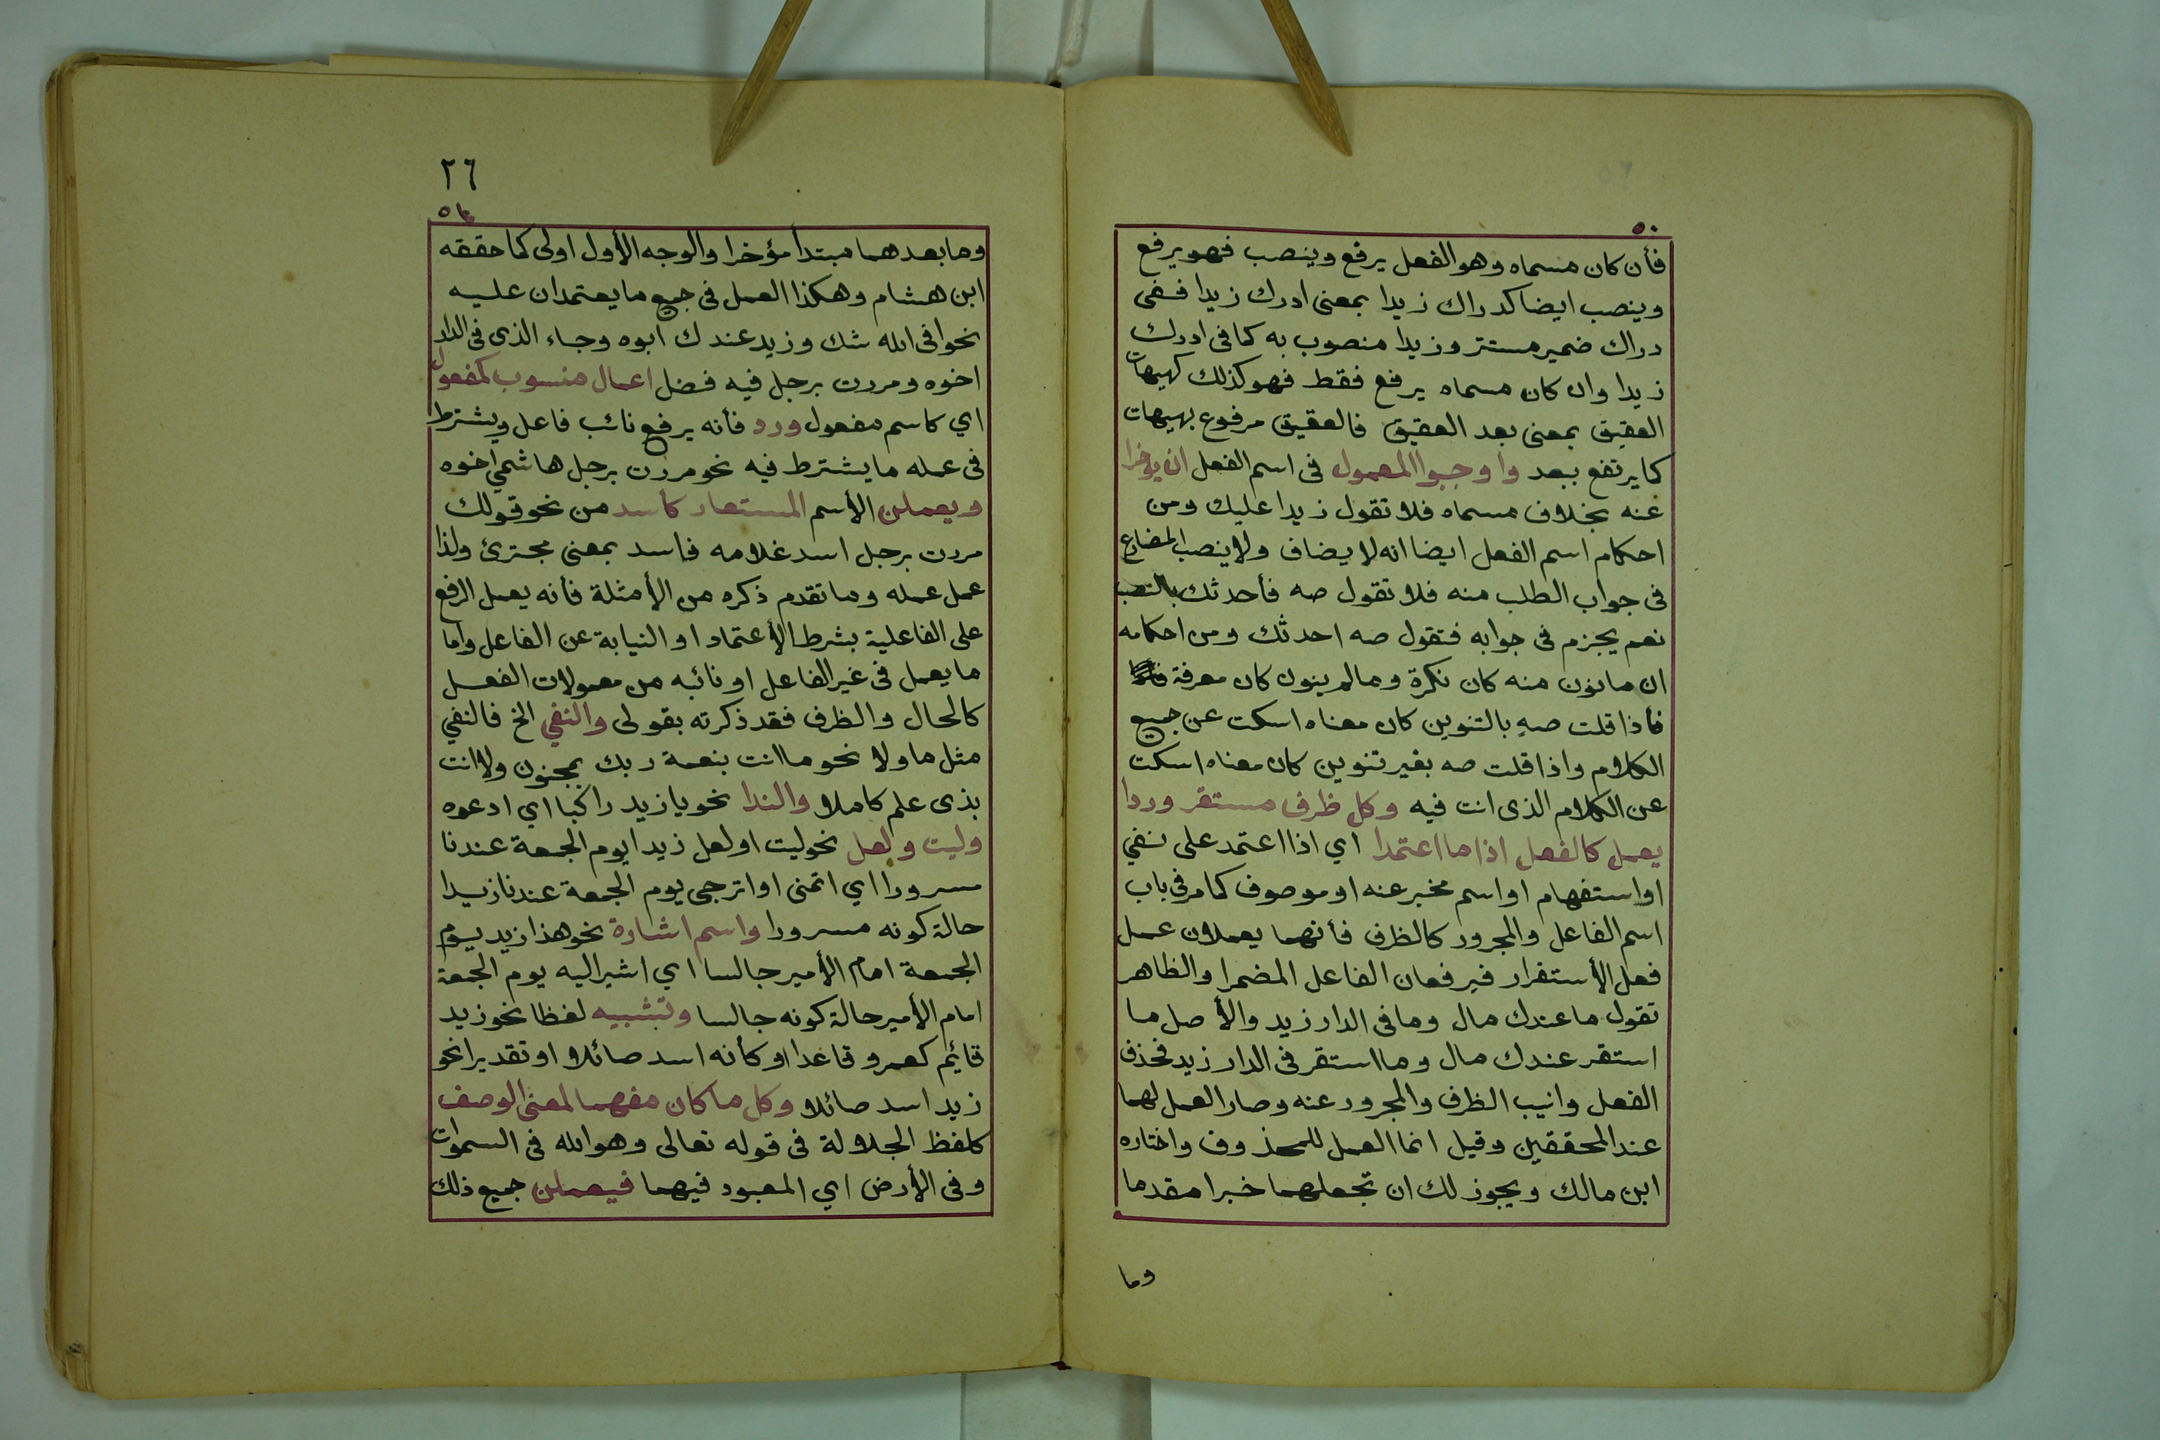 ٥٠
فأن كان مسماه وهو الفعل يرفع وينصب فهو يرفع
وينصب ايضا كدراك زيدا بمعنى ادرك زيدا ففى
دراك ضمير مستتر وزيدا منصوب به كما فى ادرك
زيدا وان كان مسماه يرفع فقط فهو كذلك كهيهات
العقيق بمعنى بعد العقيق فالعقيق مرفوع بهيهات
كما يرتفع ببعد واوجبوا المعمول فى اسم الفعل ان يؤخرا
عنه بخلاف مسماه فلا تقول زيدا عليك ومن
احكام اسم الفعل ايضا انه لا يضاف ولا ينصب المضارع
فى جواب الطلب منه فلا تقول صه فأحدثك بالنصب
نعم يجزم فى جوابه فتقول صه احدثك ومن احكامه
ان ما نون منه كان نكرة وما لم ينون كان معرفة
فأذا قلت صهٍ بالتنوين كان معناه اسكت عن جميع
الكلام واذا قلت صه بغير تنوين كان معناه اسكت
عن الكلام الذى انت فيه وكل ظرف مستقر وردا
يعمل كالفعل اذا ما اعتمدا اي اذا اعتمد على نفي
او استفهام او اسم مخبر عنه او موصوف كما مر فى باب
اسم الفاعل والمجرور كالظرف فأنهما يعملان عمل
فعل الأستقرار فيرفعان الفاعل المضمر او الظاهر
تقول ما عندك مال وما فى الدار زيد والأصل ما
استقر عندك مال وما استقر فى الدار زيد فحذف
الفعل وانيب الظرف والمجرور عنه وصار العمل لهما
عند المحققين وقيل انما العمل للمحذوف واختاره
ابن مالك ويجوز لك ان تجعلهما خبرا مقدما
وما
٢٦
وما بعدهما مبتدأ مؤخرا والوجه الأول اولى كما حققه
ابن هشام وهكذا العمل فى جميع ما يعتمدان عليه
نحو افى الله شك وزيد عندك ابوه وجاء الذى فى الدار
اخوه ومررت برجل فيه فضل اعمال منسوب كمفعول
اي كاسم مفعول ورد فأنه يرفع نائب فاعل ويشترط
فى عمله ما يشترط فيه نحو مررت برجل هاشمي اخوه
ويعملن الأسم المستعار كأسد من نحو قولك
مررت برجل اسد غلامه فاسد بمعنى مجترئ ولذا
عمل عمله وما تقدم ذكره من الأمثلة فأنه يعمل الرفع
على الفاعلية بشرط الأعتماد او النيابة عن الفاعل واما
ما يعمل فى غير الفاعل او نائبه من معمولات الفعل
كالحال والظرف فقد ذكرته بقولى والنفي الخ فالنفي
مثل ما ولا نحو ما انت بنعمة ربك بمجنون ولا انت
بذى علم كاملا والندا نحو يا زيد راكبا اي ادعوه
وليت ولعل نحو ليت او لعل زيدا يوم الجمعة عندنا
مسرورا اي اتمنى او اترجى يوم الجمعة عندنا زيدا
حالة كونه مسرورا واسم اشارة نحو هذا زيد يوم
الجمعة امام الأمير جالسا اي اشير اليه يوم الجمعة
امام الأمير حالة كونه جالسا وتشبيه لفظا نحو زيد
قائم كعمرو قاعدا او كأنه اسد صائلا او تقديرا نحو
زيد اسد صائلا وكل ما كان مفهما لمعنى الوصف
كلفظ الجلالة فى قوله تعالى وهو الله فى السموات
وفى الأرض اي المعبود فيهما فيعملن جميع ذلك